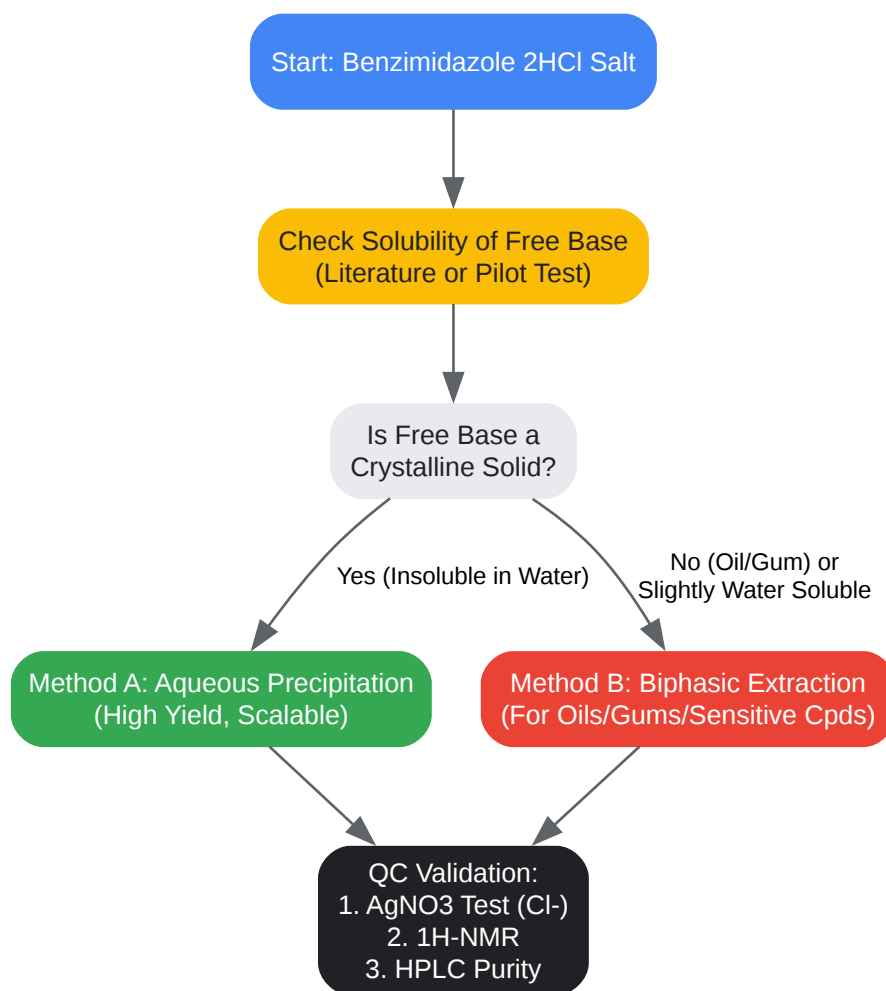 Start: Benzimidazole 2HCl Salt
Check Solubility of Free Base
(Literature or Pilot Test)
Is Free Base a
Crystalline Solid?
Yes (Insoluble in Water)
No (Oil/Gum) or
Slightly Water Soluble
Method A: Aqueous Precipitation
(High Yield, Scalable)
Method B: Biphasic Extraction
(For Oils/Gums/Sensitive Cpds)
QC Validation:
1. AgNO3 Test (Cl-)
2. 1H-NMR
3. HPLC Purity